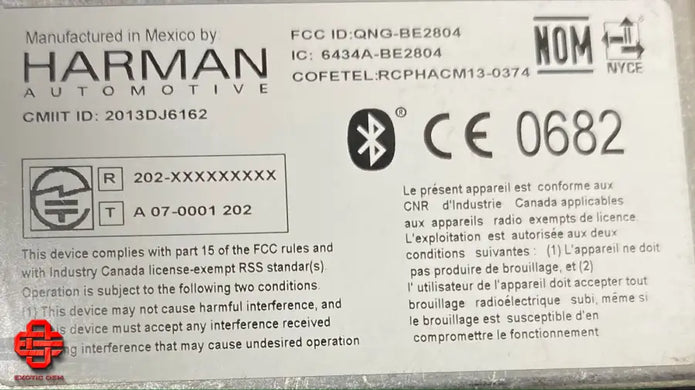 Manufactured in Mexico by
HARMAN
AUTOMOTIVE
CMIIT ID: 2013DJ6162
FCC ID:QNG-BE2804
IC: 6434A-BE2804
COFETEL:RCPHACM13-0374
NOM
NYCE
® CE 0682
R 202-XXXXXXXXX
T A 07-0001 202
This device complies with part 15 of the FCC rules and
with Industry Canada license-exempt RSS standar(s)
Operation is subject to the following two conditions.
(1) This device may not cause harmful interference, and
device must accept any interference received
interference that may cause undesired operation
Le présent appareil est conforme aux
CNR d'Industrie Canada applicables
aux appareils radio exempts de licence.
L'exploitation est autorisée aux deux
conditions suivantes : (1) L'appareil ne doit
pas produire de brouillage, et (2)
l' utilisateur de l'appareil doit accepter tout
brouillage radioélectrique subi, même si
le brouillage est susceptible d'en
compromettre le fonctionnement
EXOTIC OEM